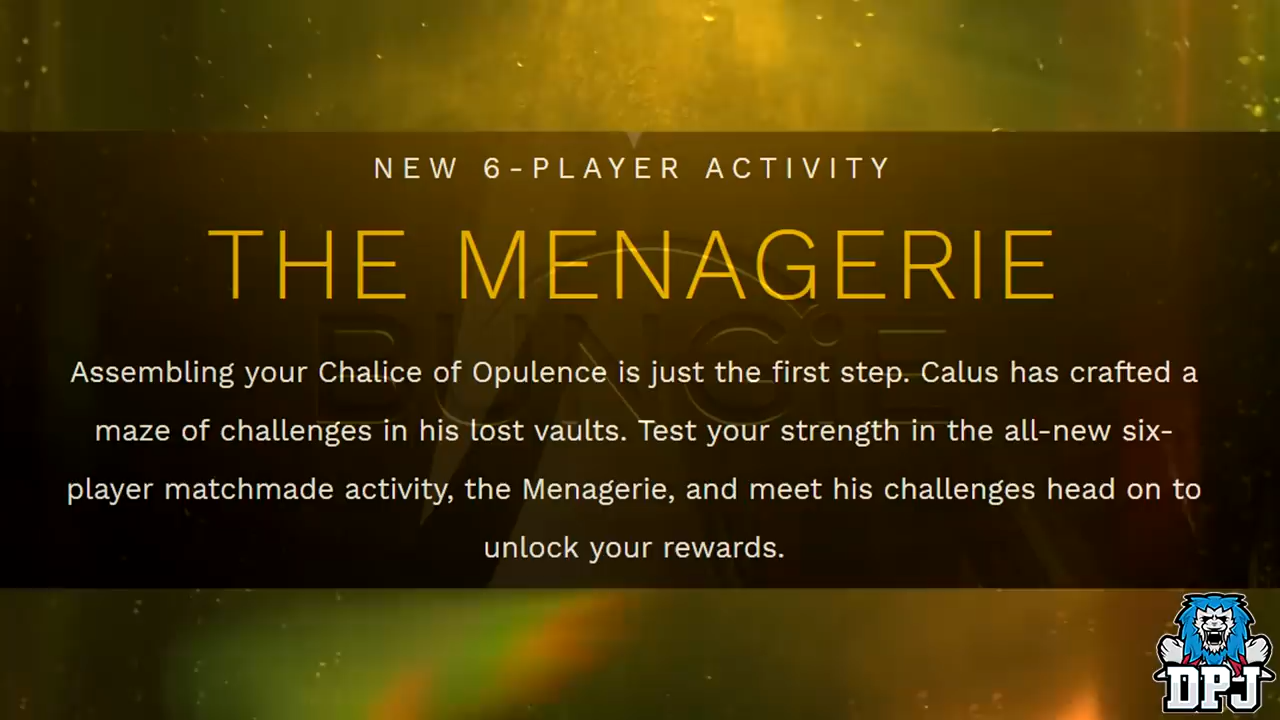 NEW 6-PLAYER ACTIVITY
THE MENAGERIE
BUNGiE
Assembling your Chalice of Opulence is just the first step. Calus has crafted a
maze of challenges in his lost vaults. Test your strength in the all-new six-
player matchmade activity, the Menagerie, and meet his challenges head on to
unlock your rewards.
DPJ